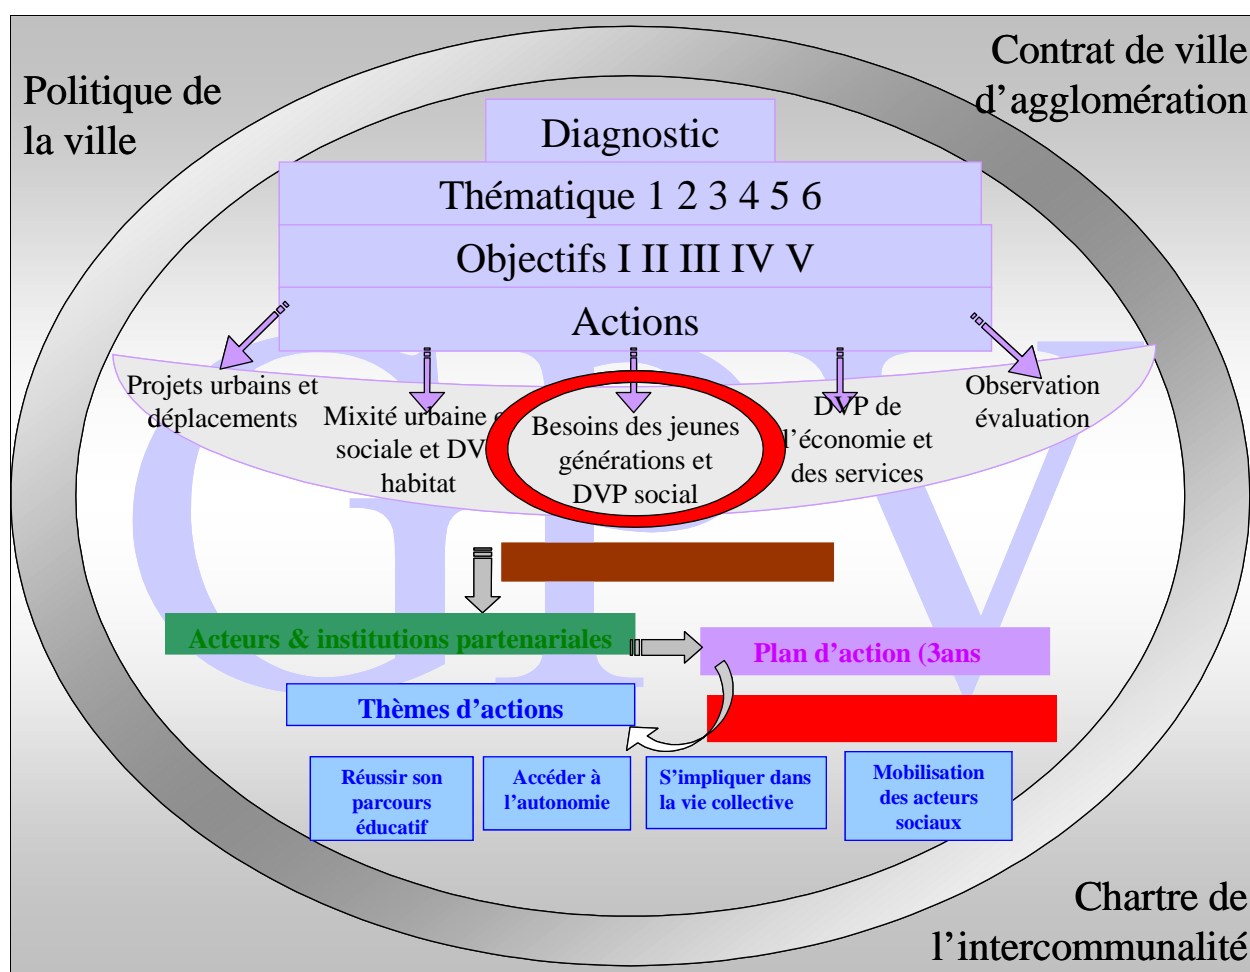 Politique de
la ville
Contrat de ville
d’agglomération
Diagnostic
Thématique 1 2 3 4 5 6
Objectifs I II III IV V
Actions
GPV
Projets urbains et
déplacements
Mixité urbaine
sociale et DV
habitat
Besoins des jeunes
générations et
DVP social
DVP de
l’économie et
des services
Observation
évaluation
Acteurs & institutions partenariales
Plan d’action (3ans
Thèmes d’actions
Réussir son
parcours
éducatif
Accéder à
l’autonomie
S’impliquer dans
la vie collective
Mobilisation
des acteurs
sociaux
Chartre de
l’intercommunalité